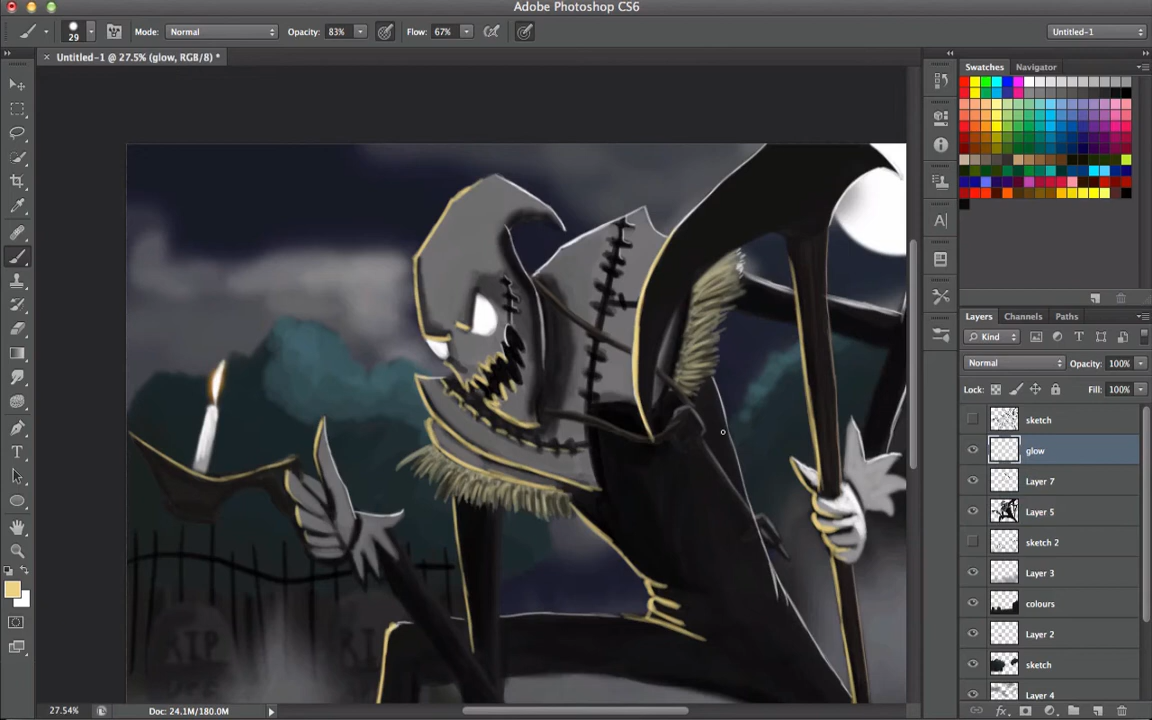 Adobe Photoshop CS6
29
Mode: Normal Opacity: 83% Flow: 67% Untitled-1
Untitled-1 @ 27.5% (glow, RGB/8) *
Swatches Navigator
Layers Channels Paths
Kind
Normal Opacity: 100%
Lock: Fill: 100%
sketch
glow
Layer 7
Layer 5
sketch 2
Layer 3
colours
Layer 2
sketch
Layer 4
RIP
27.54% Doc: 24.1M/180.0M